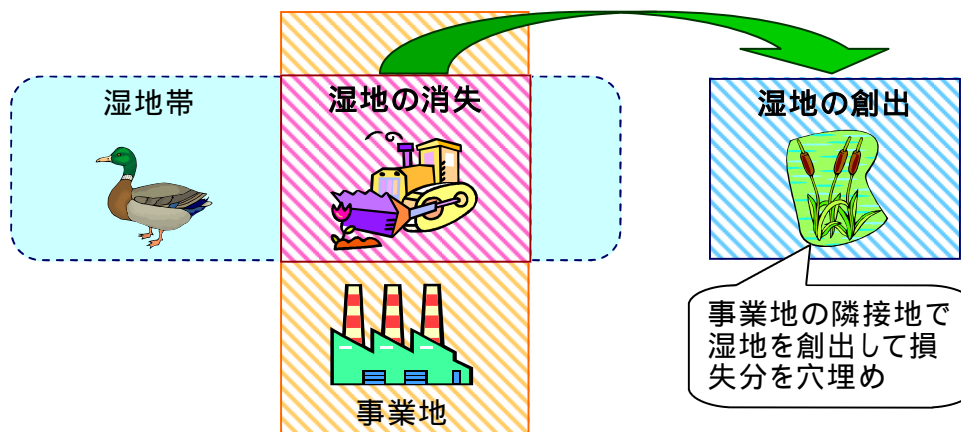 湿地帯
湿地の消失
湿地の創出
事業地の隣接地で
湿地を創出して損
失分を穴埋め
事業地